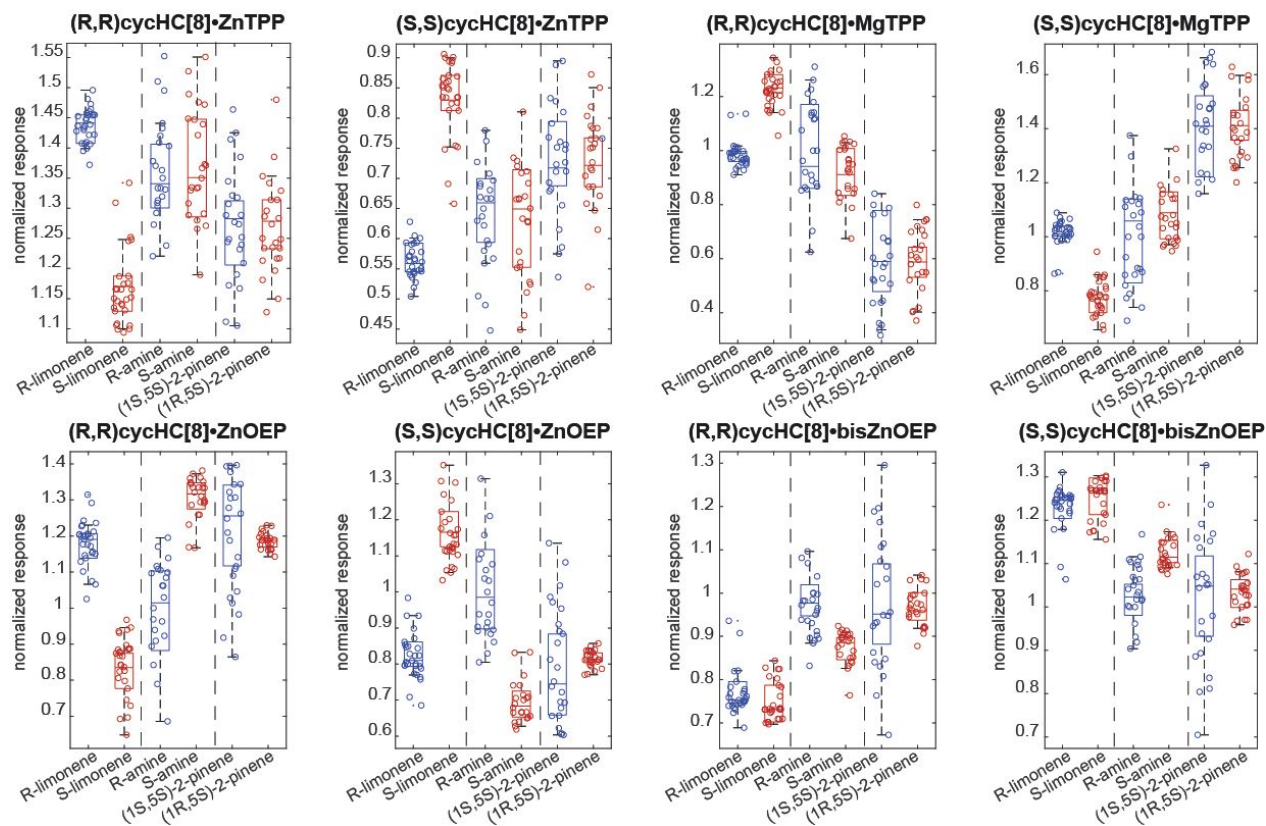 (R,R)cycHC[8]•ZnTPP
normalized response
1.55
1.5
1.45
1.4
1.35
1.3
1.25
1.2
1.15
1.1
R-limonene
S-limonene
R-amine
S-amine
(1S,5S)-2-pinene
(1R,5S)-2-pinene
(S,S)cycHC[8]•ZnTPP
normalized response
0.9
0.85
0.8
0.75
0.7
0.65
0.6
0.55
0.5
0.45
R-limonene
S-limonene
R-amine
S-amine
(1S,5S)-2-pinene
(1R,5S)-2-pinene
(R,R)cycHC[8]•MgTPP
normalized response
1.2
1
0.8
0.6
0.4
R-limonene
S-limonene
R-amine
S-amine
(1S,5S)-2-pinene
(1R,5S)-2-pinene
(S,S)cycHC[8]•MgTPP
normalized response
1.6
1.4
1.2
1
0.8
R-limonene
S-limonene
R-amine
S-amine
(1S,5S)-2-pinene
(1R,5S)-2-pinene
(R,R)cycHC[8]•ZnOEP
normalized response
1.4
1.3
1.2
1.1
1
0.9
0.8
0.7
R-limonene
S-limonene
R-amine
S-amine
(1S,5S)-2-pinene
(1R,5S)-2-pinene
(S,S)cycHC[8]•ZnOEP
normalized response
1.3
1.2
1.1
1
0.9
0.8
0.7
0.6
R-limonene
S-limonene
R-amine
S-amine
(1S,5S)-2-pinene
(1R,5S)-2-pinene
(R,R)cycHC[8]•bisZnOEP
normalized response
1.3
1.2
1.1
1
0.9
0.8
0.7
R-limonene
S-limonene
R-amine
S-amine
(1S,5S)-2-pinene
(1R,5S)-2-pinene
(S,S)cycHC[8]•bisZnOEP
normalized response
1.3
1.2
1.1
1
0.9
0.8
0.7
R-limonene
S-limonene
R-amine
S-amine
(1S,5S)-2-pinene
(1R,5S)-2-pinene